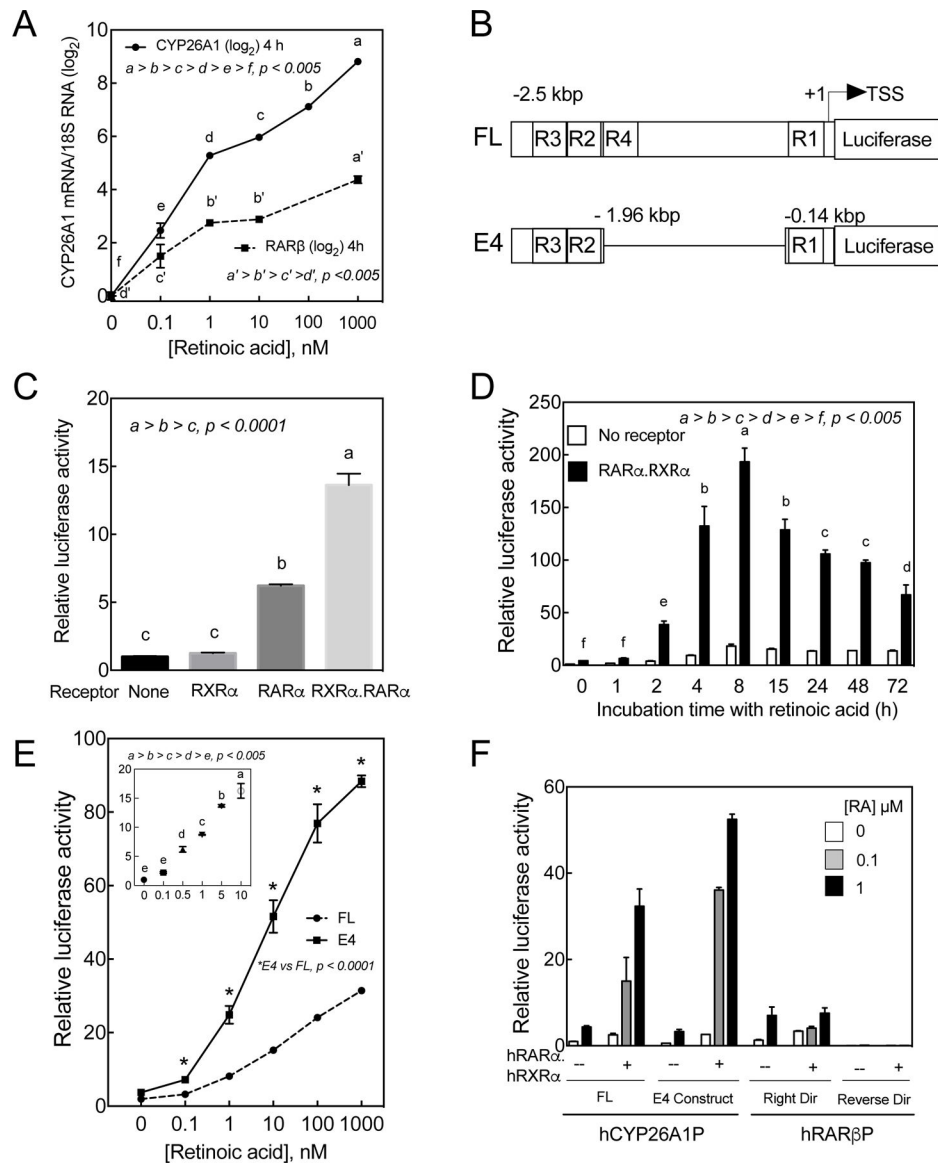 A
CYP26A1 mRNA/18S RNA (log2)
10
8
6
4
2
0
CYP26A1 (log2) 4 h
a > b > c > d > e > f, p < 0.005
a
b
c
d
e
f
a'
b'
b'
c'
d'
RARβ (log2) 4h
a' > b' > c' >d', p <0.005
0 0.1 1 10 100 1000
[Retinoic acid], nM
B
-2.5 kbp
+1
TSS
FL
R3 R2 R4 R1 Luciferase
- 1.96 kbp
-0.14 kbp
E4
R3 R2 R1 Luciferase
C
Relative luciferase activity
20
15
10
5
0
a > b > c, p < 0.0001
c
c
b
a
Receptor None RXRα RARα RXRα.RARα
D
Relative luciferase activity
250
200
150
100
50
0
a > b > c > d > e > f, p < 0.005
No receptor
RARα.RXRα
f f e b a b c c d
0 1 2 4 8 15 24 48 72
Incubation time with retinoic acid (h)
E
Relative luciferase activity
100
80
60
40
20
0
a > b > c > d > e, p < 0.005
20
15
10
5
0
e e d c b a
0 0.1 0.5 1 5 10
* * * * *
FL
E4
*E4 vs FL, p < 0.0001
0 0.1 1 10 100 1000
[Retinoic acid], nM
F
Relative luciferase activity
60
40
20
0
[RA] µM
0
0.1
1
hRARα.
hRXRα
-- + -- + -- + -- +
FL E4 Construct Right Dir Reverse Dir
hCYP26A1P hRARβP